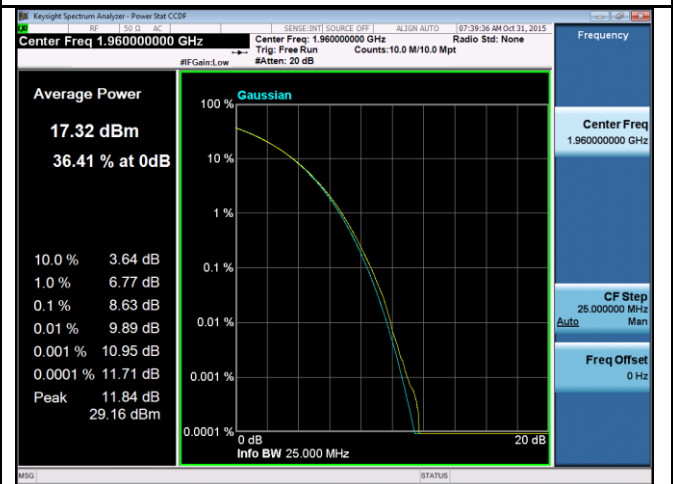 Keysight Spectrum Analyzer - Power Stat CCDF
RF 50 Ω AC SENSE:INT SOURCE OFF ALIGN AUTO 07:39:36 AM Oct 31, 2015
Center Freq 1.960000000 GHz
Center Freq: 1.960000000 GHz Radio Std: None
Trig: Free Run Counts:10.0 M/10.0 Mpt
#IFGain:Low #Atten: 20 dB
Frequency
Average Power
17.32 dBm
36.41 % at 0dB
10.0 % 3.64 dB
1.0 % 6.77 dB
0.1 % 8.63 dB
0.01 % 9.89 dB
0.001 % 10.95 dB
0.0001 % 11.71 dB
Peak 11.84 dB
29.16 dBm
Gaussian
100 %
10 %
1 %
0.1 %
0.01 %
0.001 %
0.0001 %
0 dB 20 dB
Info BW 25.000 MHz
Center Freq
1.960000000 GHz
CF Step
25.000000 MHz
Auto Man
Freq Offset
0 Hz
MSG STATUS